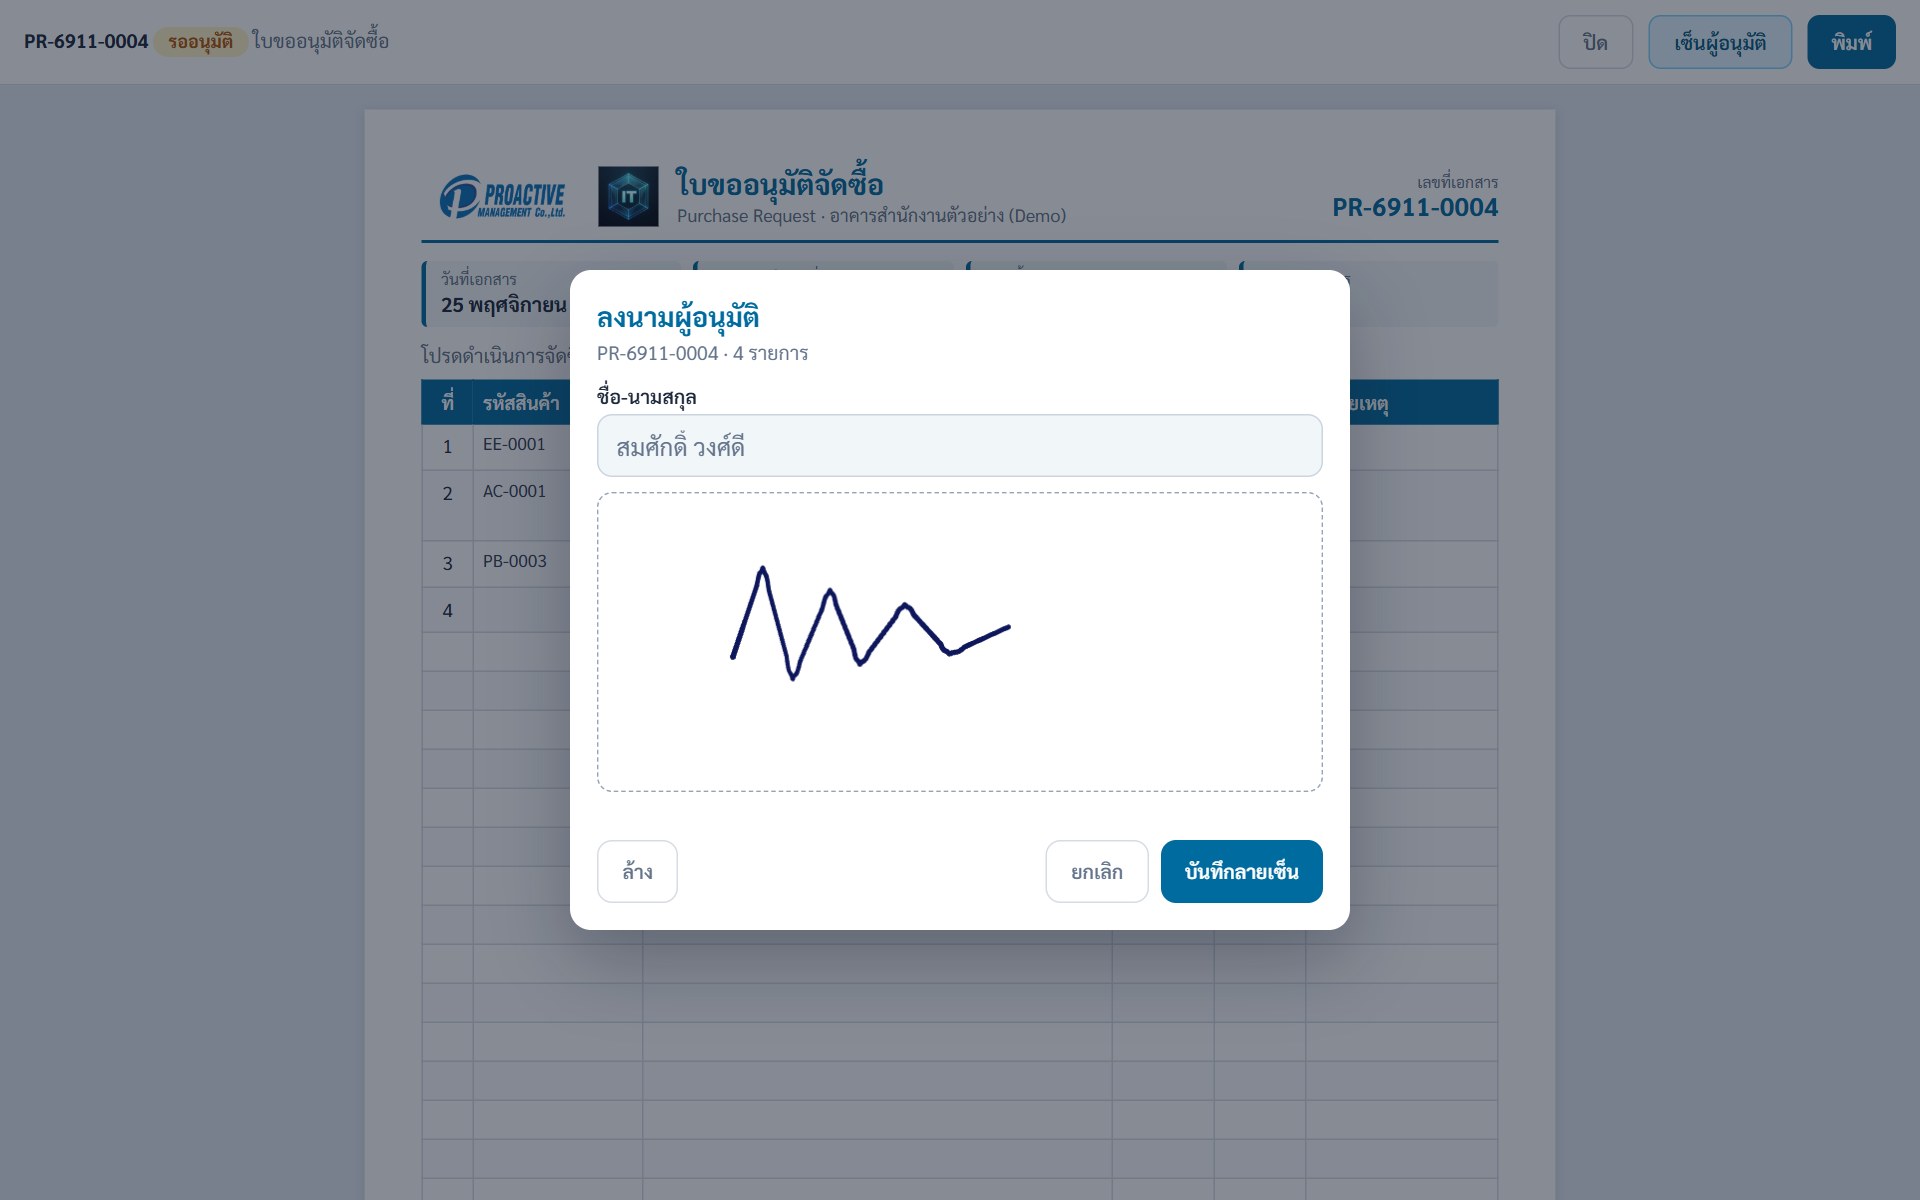 PR-6911-0004 รออนุมัติ ใบขออนุมัติจัดซื้อ
ปิด
เซ็นผู้อนุมัติ
พิมพ์
PROACTIVE
MANAGEMENT Co.,Ltd.
IT
ใบขออนุมัติจัดซื้อ
Purchase Request · อาคารสำนักงานตัวอย่าง (Demo)
เลขที่เอกสาร
PR-6911-0004
วันที่เอกสาร
25 พฤศจิกายน
โปรดดำเนินการจัด
ที่ รหัสสินค้า
1 EE-0001
2 AC-0001
3 PB-0003
4
ลงนามผู้อนุมัติ
PR-6911-0004 · 4 รายการ
ชื่อ-นามสกุล
สมศักดิ์ วงศ์ดี
ล้าง
ยกเลิก
บันทึกลายเซ็น